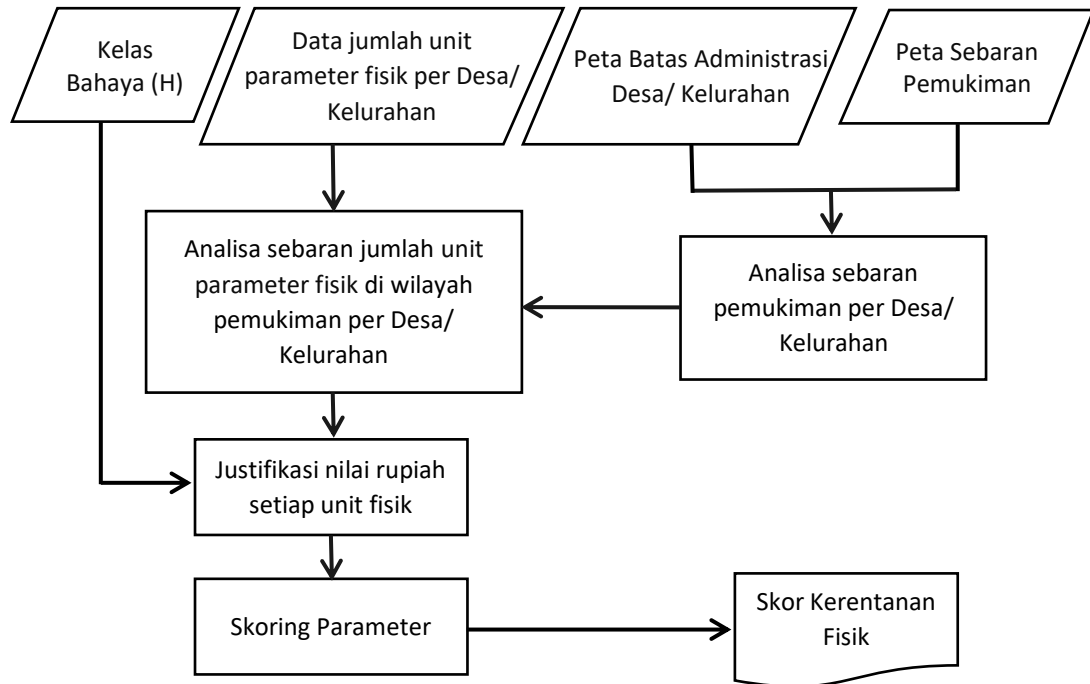 Kelas
Bahaya (H)
Data jumlah unit
parameter fisik per Desa/
Kelurahan
Peta Batas Administrasi
Desa/ Kelurahan
Peta Sebaran
Pemukiman
Analisa sebaran jumlah unit
parameter fisik di wilayah
pemukiman per Desa/
Kelurahan
Analisa sebaran
pemukiman per Desa/
Kelurahan
Justifikasi nilai rupiah
setiap unit fisik
Skoring Parameter
Skor Kerentanan
Fisik